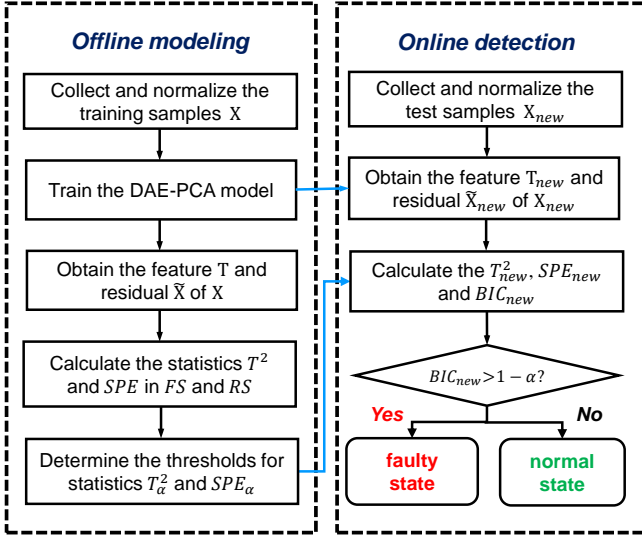 Offline modeling
Collect and normalize the
training samples X
Train the DAE-PCA model
Obtain the feature T and
residual X̃ of X
Calculate the statistics T²
and SPE in FS and RS
Determine the thresholds for
statistics T²_α and SPE_α
Online detection
Collect and normalize the
test samples X_new
Obtain the feature T_new and
residual X̃_new of X_new
Calculate the T²_new, SPE_new
and BIC_new
BIC_new>1 − α?
Yes
No
faulty
state
normal
state